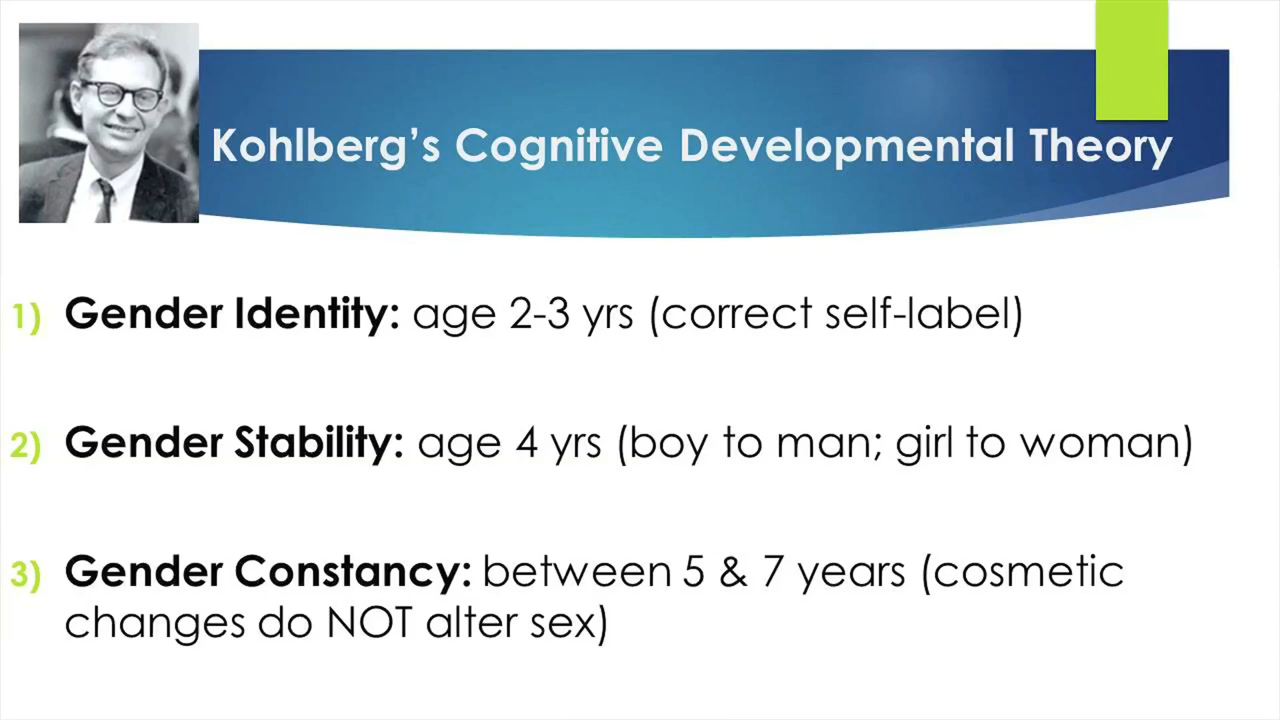 Kohlberg’s Cognitive Developmental Theory
1) Gender Identity: age 2-3 yrs (correct self-label)
2) Gender Stability: age 4 yrs (boy to man; girl to woman)
3) Gender Constancy: between 5 & 7 years (cosmetic
changes do NOT alter sex)